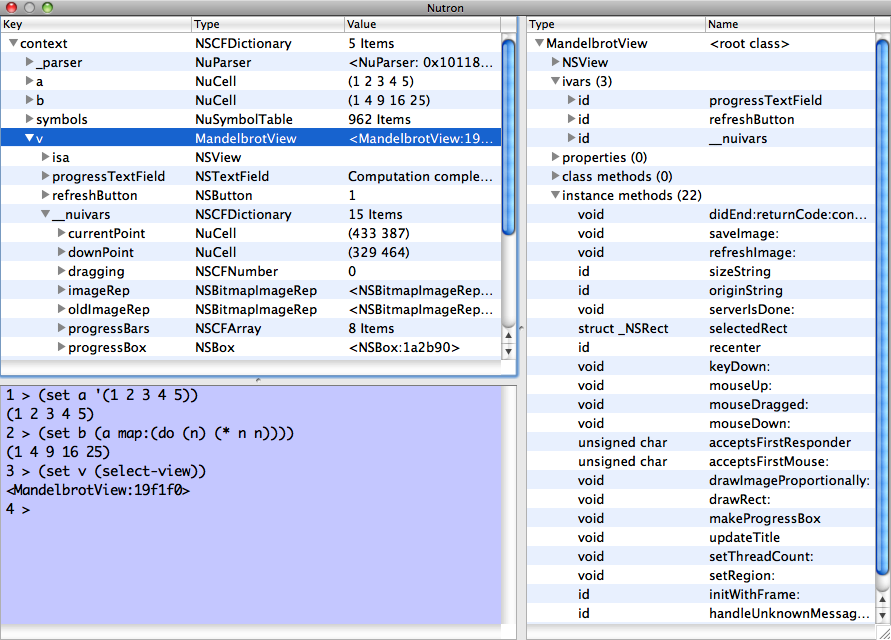 Nutron
Key Type Value
context NSCFDictionary 5 Items
_parser NuParser <NuParser: 0x10118...
a NuCell (1 2 3 4 5)
b NuCell (1 4 9 16 25)
symbols NuSymbolTable 962 Items
v MandelbrotView <MandelbrotView:19...
isa NSView
progressTextField NSTextField Computation comple...
refreshButton NSButton 1
__nuivars NSCFDictionary 15 Items
currentPoint NuCell (433 387)
downPoint NuCell (329 464)
dragging NSCFNumber 0
imageRep NSBitmapImageRep <NSBitmapImageRep...
oldImageRep NSBitmapImageRep <NSBitmapImageRep...
progressBars NSCFArray 8 Items
progressBox NSBox <NSBox:1a2b90>
1 > (set a '(1 2 3 4 5))
(1 2 3 4 5)
2 > (set b (a map:(do (n) (* n n))))
(1 4 9 16 25)
3 > (set v (select-view))
<MandelbrotView:19f1f0>
4 >
Type Name
MandelbrotView <root class>
NSView
ivars (3)
id progressTextField
id refreshButton
id __nuivars
properties (0)
class methods (0)
instance methods (22)
void didEnd:returnCode:con...
void saveImage:
void refreshImage:
id sizeString
id originString
void serverIsDone:
struct _NSRect selectedRect
id recenter
void keyDown:
void mouseUp:
void mouseDragged:
void mouseDown:
unsigned char acceptsFirstResponder
unsigned char acceptsFirstMouse:
void drawImageProportionally:
void drawRect:
void makeProgressBox
void updateTitle
void setThreadCount:
void setRegion:
id initWithFrame:
id handleUnknownMessag...